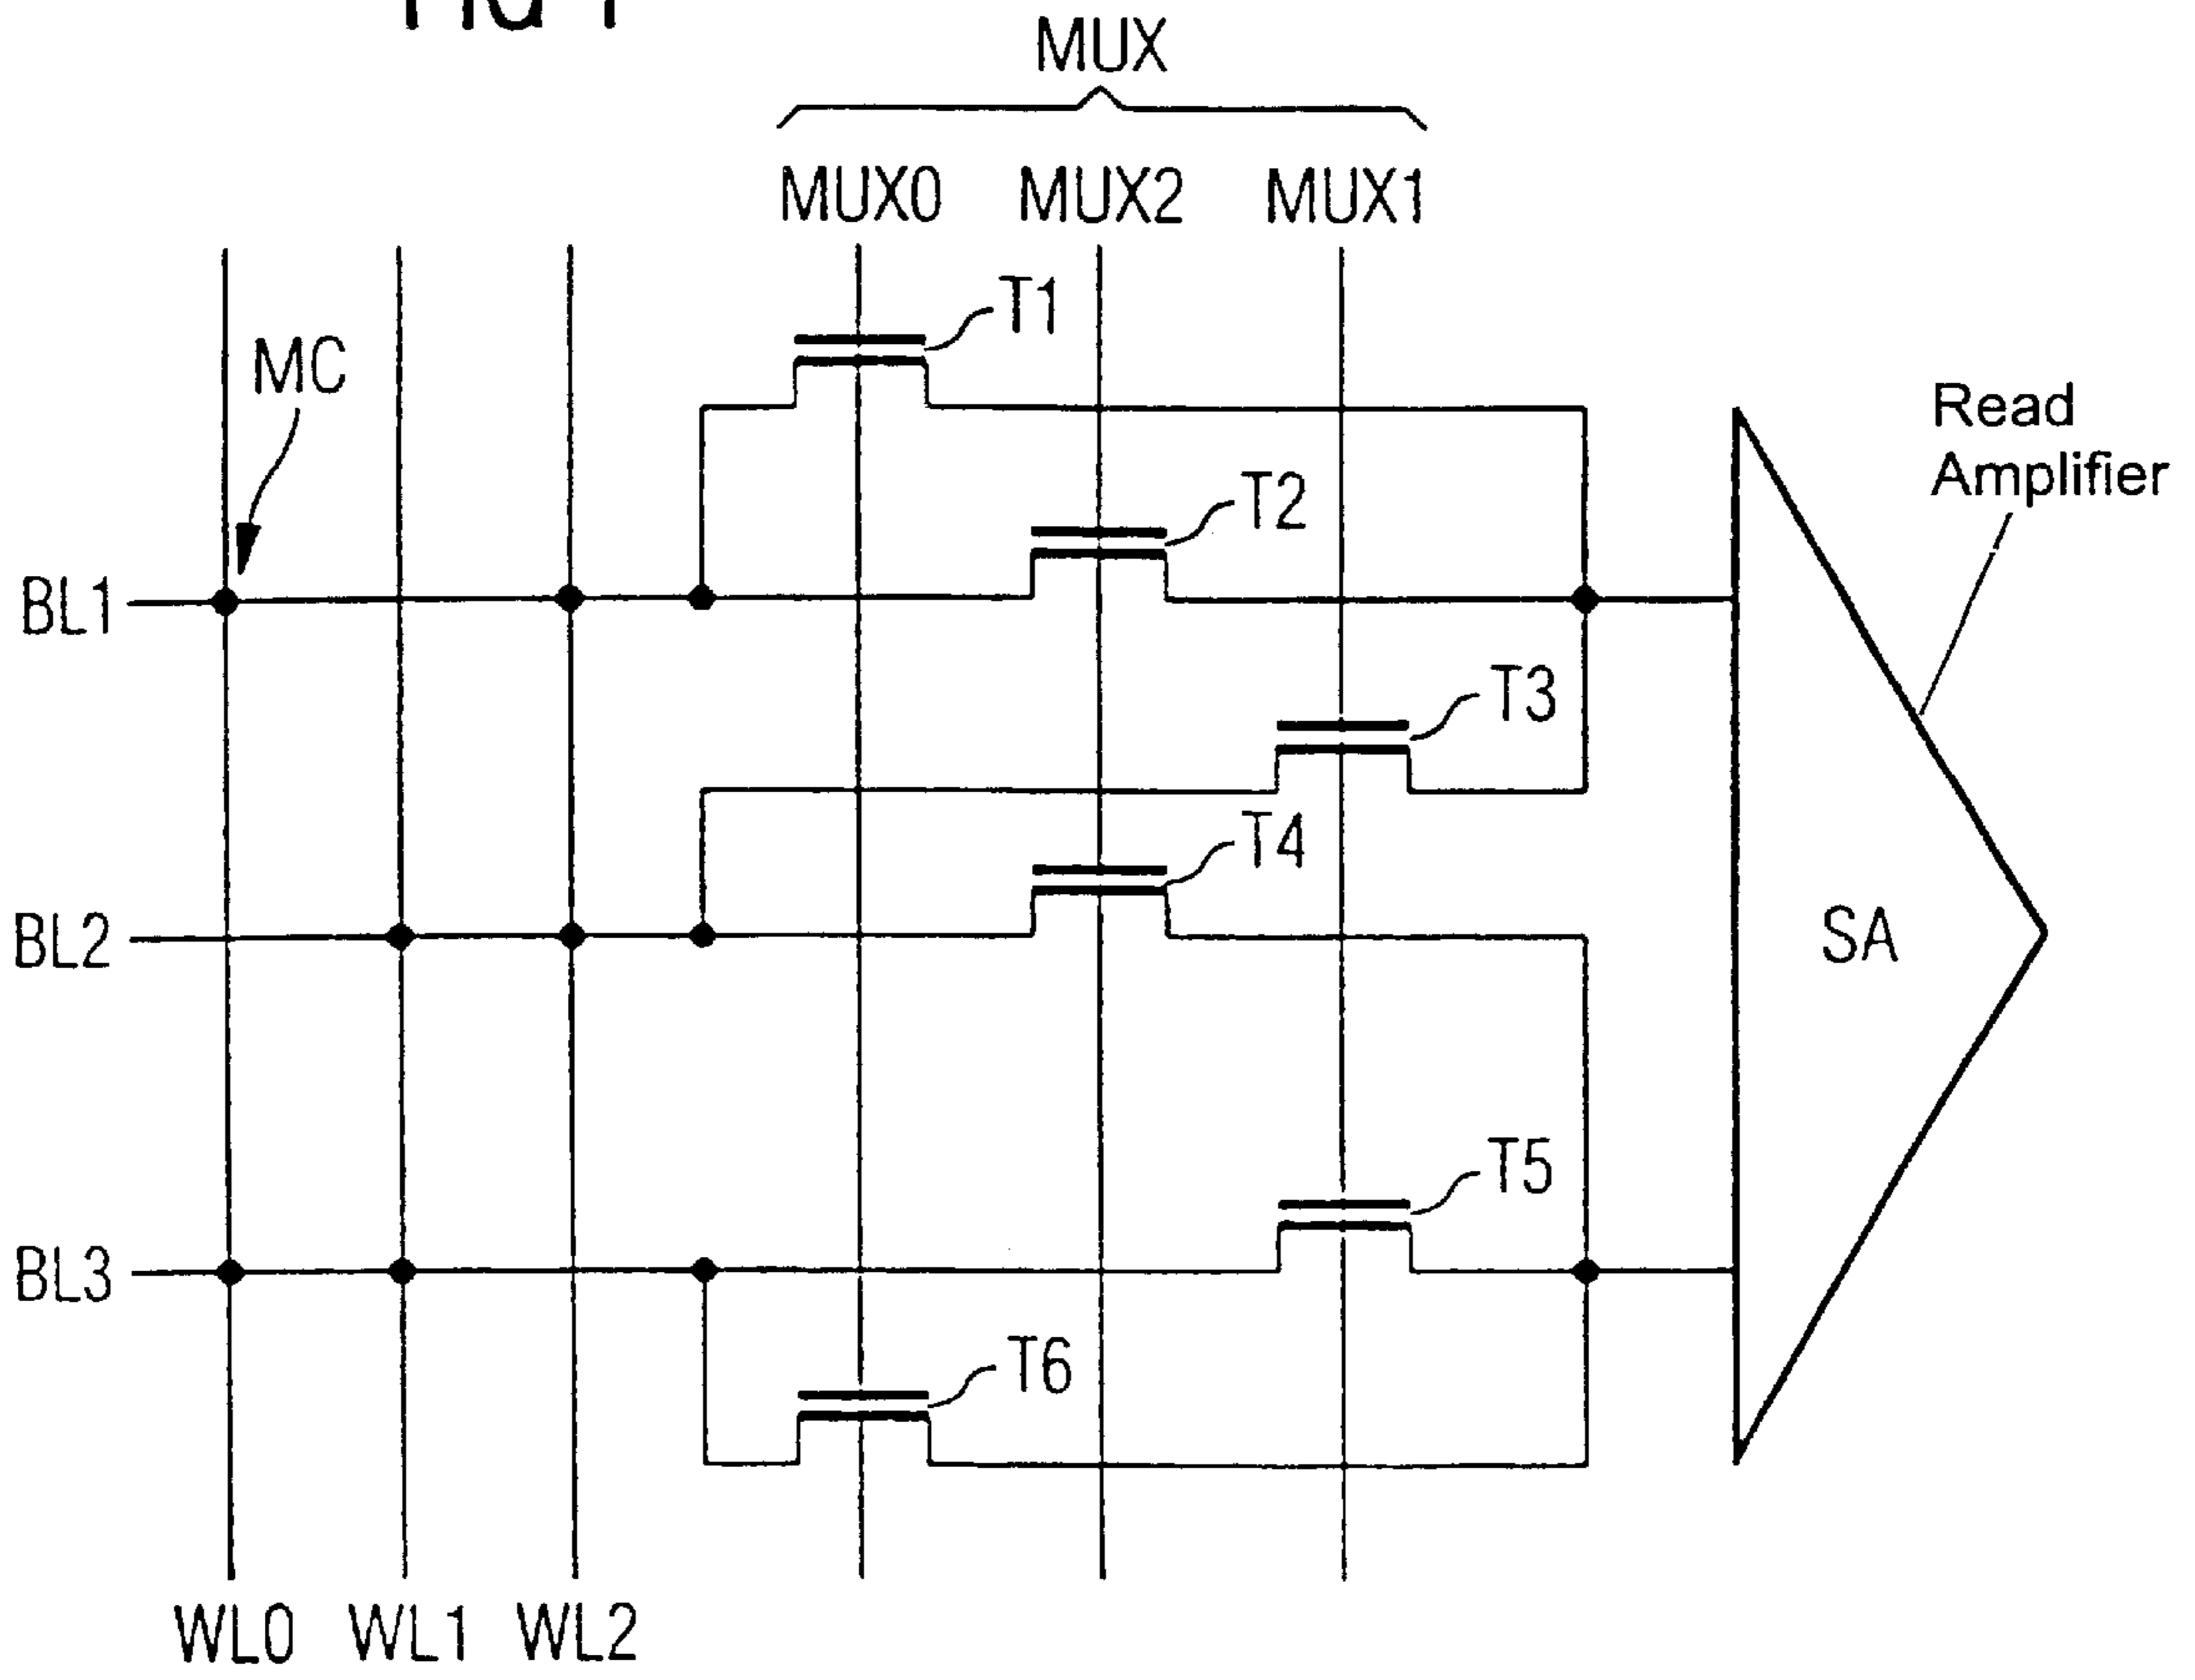 MUX
MUX0 MUX2 MUX1
T1
MC
Read
Amplifier
T2
BL1
T3
T4
BL2
SA
T5
BL3
T6
WL0 WL1 WL2